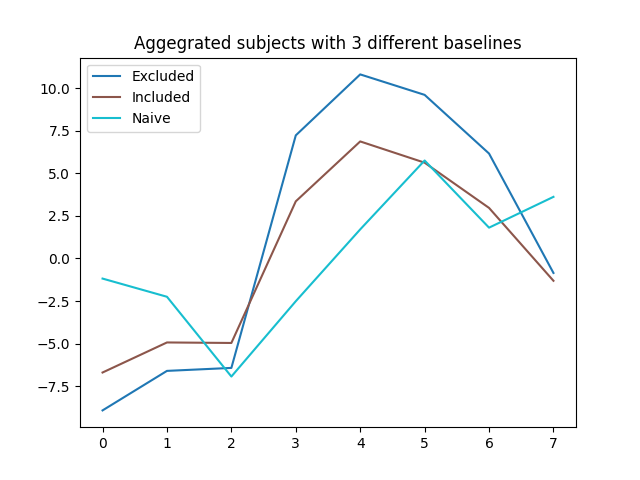 Aggegrated subjects with 3 different baselines
Excluded
Included
Naive
10.0
7.5
5.0
2.5
0.0
−2.5
−5.0
−7.5
0 1 2 3 4 5 6 7